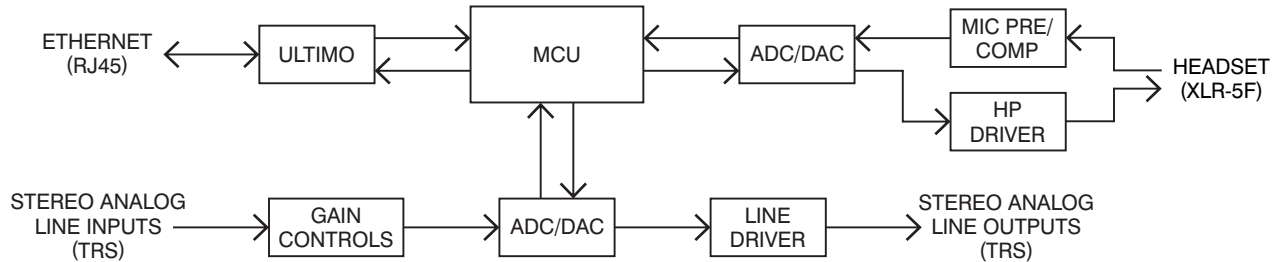 ETHERNET
(RJ45)
ULTIMO
MCU
ADC/DAC
MIC PRE/
COMP
HP
DRIVER
HEADSET
(XLR-5F)
STEREO ANALOG
LINE INPUTS
(TRS)
GAIN
CONTROLS
ADC/DAC
LINE
DRIVER
STEREO ANALOG
LINE OUTPUTS
(TRS)